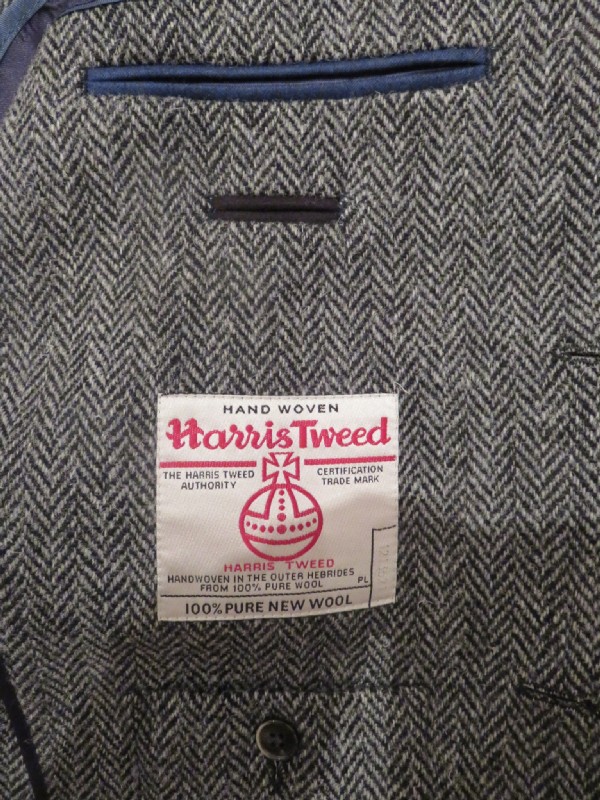 HAND WOVEN
Harris Tweed
THE HARRIS TWEED
AUTHORITY
CERTIFICATION
TRADE MARK
HARRIS TWEED
HANDWOVEN IN THE OUTER HEBRIDES
FROM 100% PURE WOOL
PL
100% PURE NEW WOOL